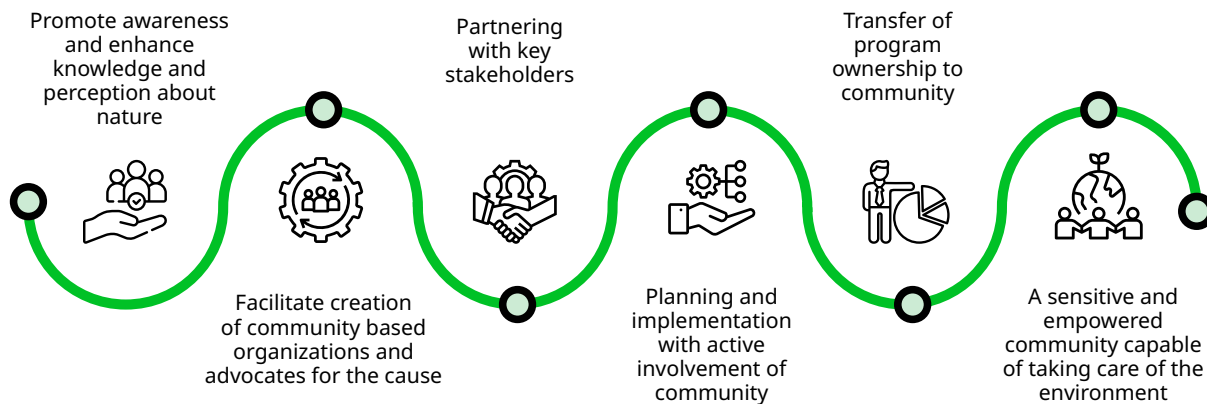 Promote awareness
and enhance
knowledge and
perception about
nature
Facilitate creation
of community based
organizations and
advocates for the cause
Partnering
with key
stakeholders
Planning and
implementation
with active
involvement of
community
Transfer of
program
ownership to
community
A sensitive and
empowered
community capable
of taking care of the
environment